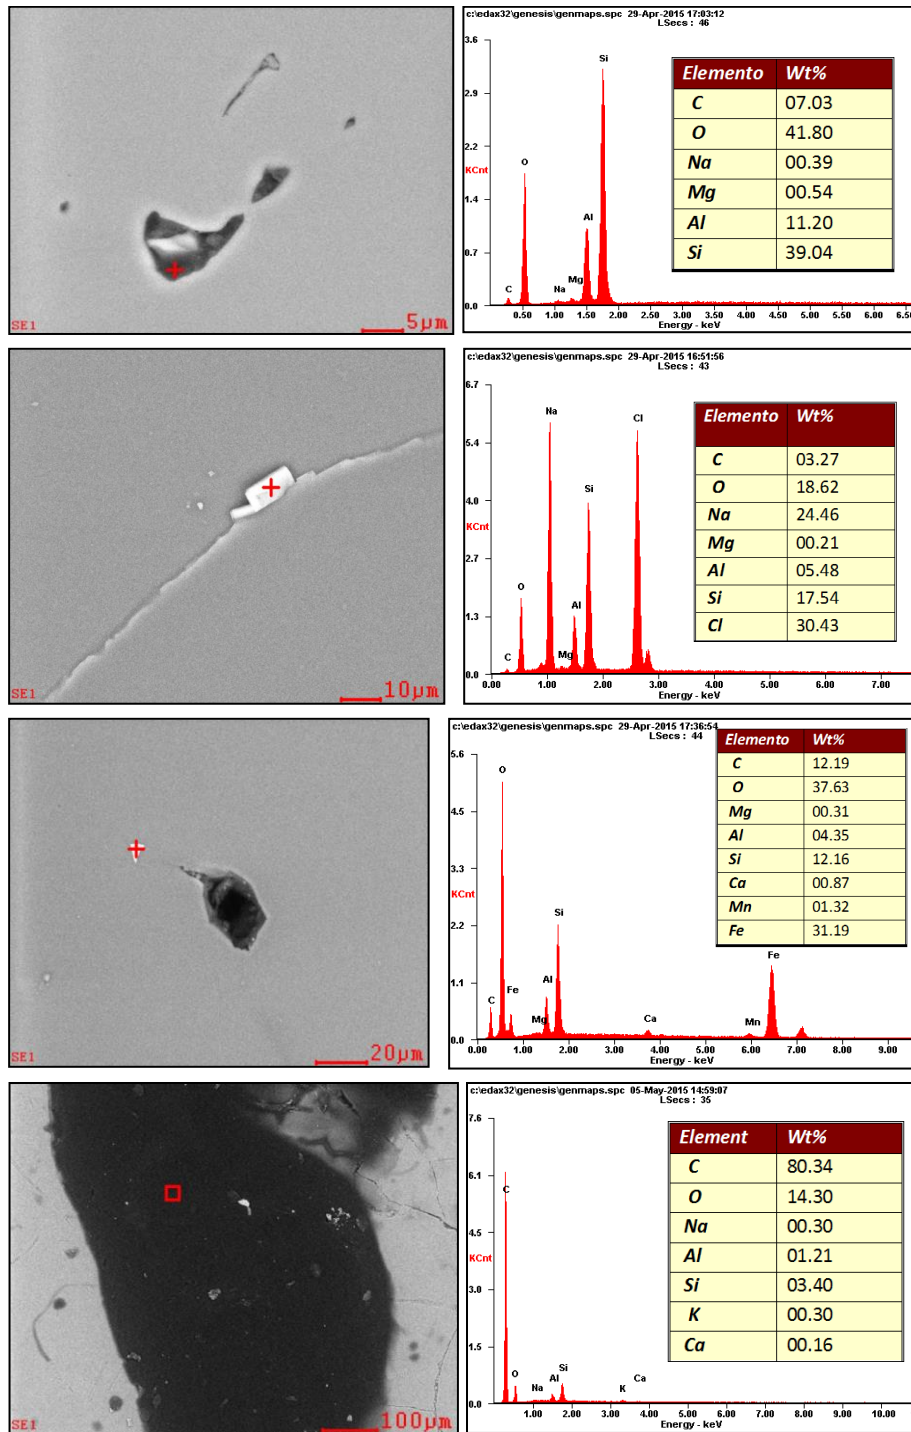 SE1
5µm
c:\edax32\genesis\genmaps.spc 29-Apr-2015 17:03:12
LSecs : 46
3.6
2.9
2.2
KCnt
1.4
0.7
0.0
C
O
Na
Mg
Al
Si
0.50 1.00 1.50 2.00 2.50 3.00 3.50 4.00 4.50 5.00 5.50 6.00 6.50
Energy - keV
Elemento Wt%
C 07.03
O 41.80
Na 00.39
Mg 00.54
Al 11.20
Si 39.04
SE1
10µm
c:\edax32\genesis\genmaps.spc 29-Apr-2015 16:51:56
LSecs : 43
6.7
5.4
4.0
KCnt
2.7
1.3
0.0
C
O
Na
Mg
Al
Si
Cl
0.00 1.00 2.00 3.00 4.00 5.00 6.00 7.00
Energy - keV
Elemento Wt%
C 03.27
O 18.62
Na 24.46
Mg 00.21
Al 05.48
Si 17.54
Cl 30.43
SE1
20µm
c:\edax32\genesis\genmaps.spc 29-Apr-2015 17:36:54
LSecs : 44
5.6
4.5
3.3
KCnt
2.2
1.1
0.0
C
O
Fe
Mg
Al
Si
Ca
Mn
Fe
0.00 1.00 2.00 3.00 4.00 5.00 6.00 7.00 8.00 9.00
Energy - keV
Elemento Wt%
C 12.19
O 37.63
Mg 00.31
Al 04.35
Si 12.16
Ca 00.87
Mn 01.32
Fe 31.19
SE1
100µm
c:\edax32\genesis\genmaps.spc 05-May-2015 14:59:07
LSecs : 35
7.6
6.1
4.5
KCnt
3.0
1.5
0.0
C
O
Na
Al
Si
K
Ca
1.00 2.00 3.00 4.00 5.00 6.00 7.00 8.00 9.00 10.00
Energy - keV
Element Wt%
C 80.34
O 14.30
Na 00.30
Al 01.21
Si 03.40
K 00.30
Ca 00.16